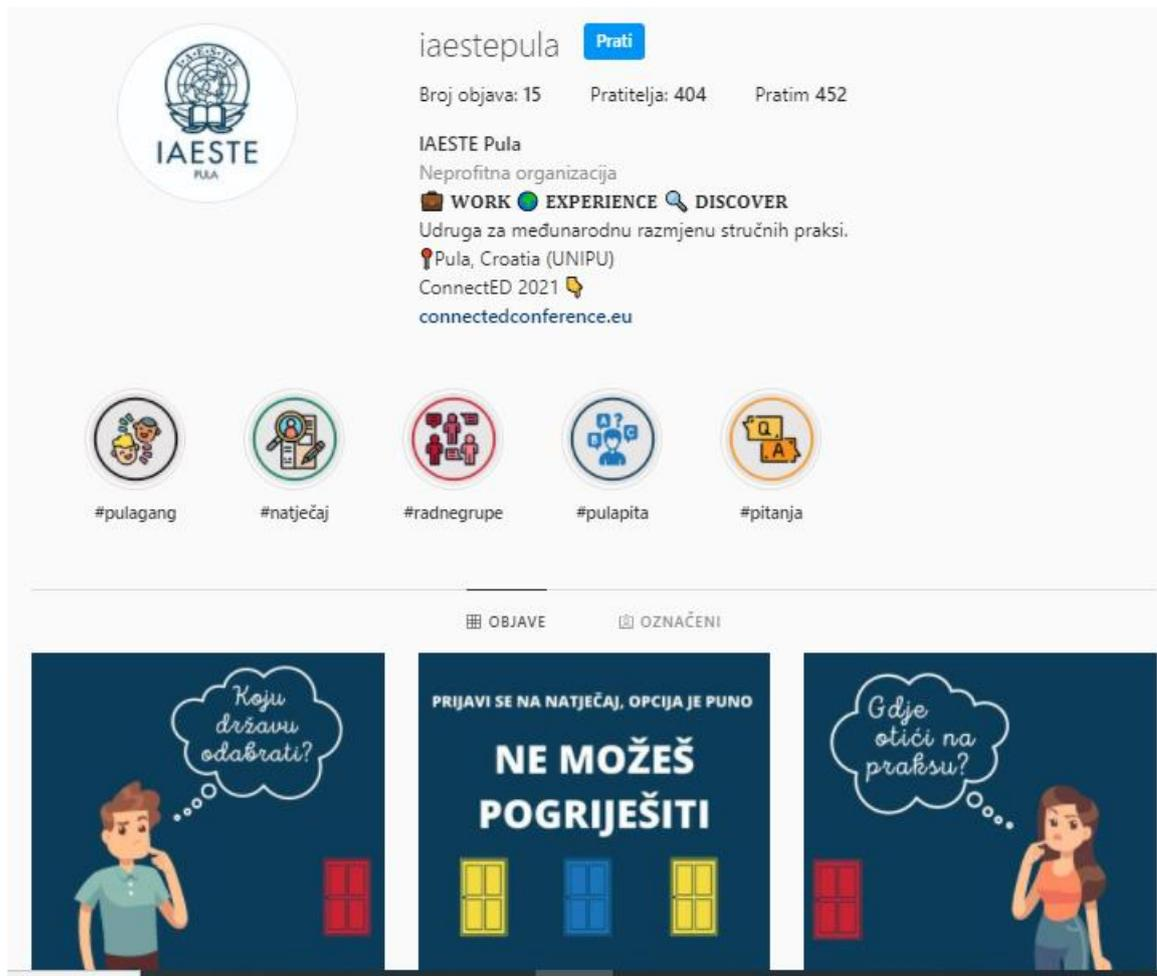 I.A.E.S.T.E
IAESTE
PULA
iaestepula Prati
Broj objava: 15 Pratitelja: 404 Pratim 452
IAESTE Pula
Neprofitna organizacija
WORK EXPERIENCE DISCOVER
Udruga za međunarodnu razmjenu stručnih praksi.
Pula, Croatia (UNIPU)
ConnectED 2021
connectedconference.eu
A ? B C
Q
A
#pulagang #natječaj #radnegrupe #pulapita #pitanja
OBJAVE OZNAČENI
Koju
državu
odabrati?
PRIJAVI SE NA NATJEČAJ, OPCIJA JE PUNO
NE MOŽEŠ
POGRIJEŠITI
Gdje
otići na
praksu?